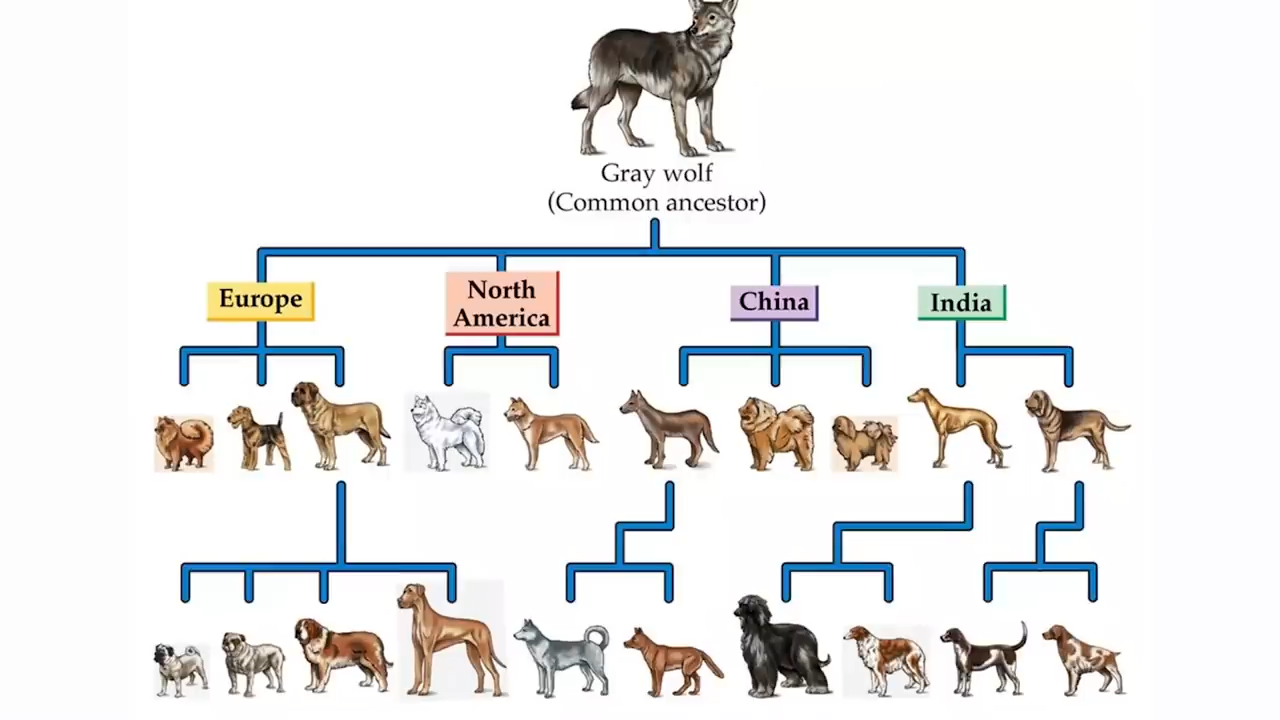 Gray wolf
(Common ancestor)
Europe
North
America
China
India